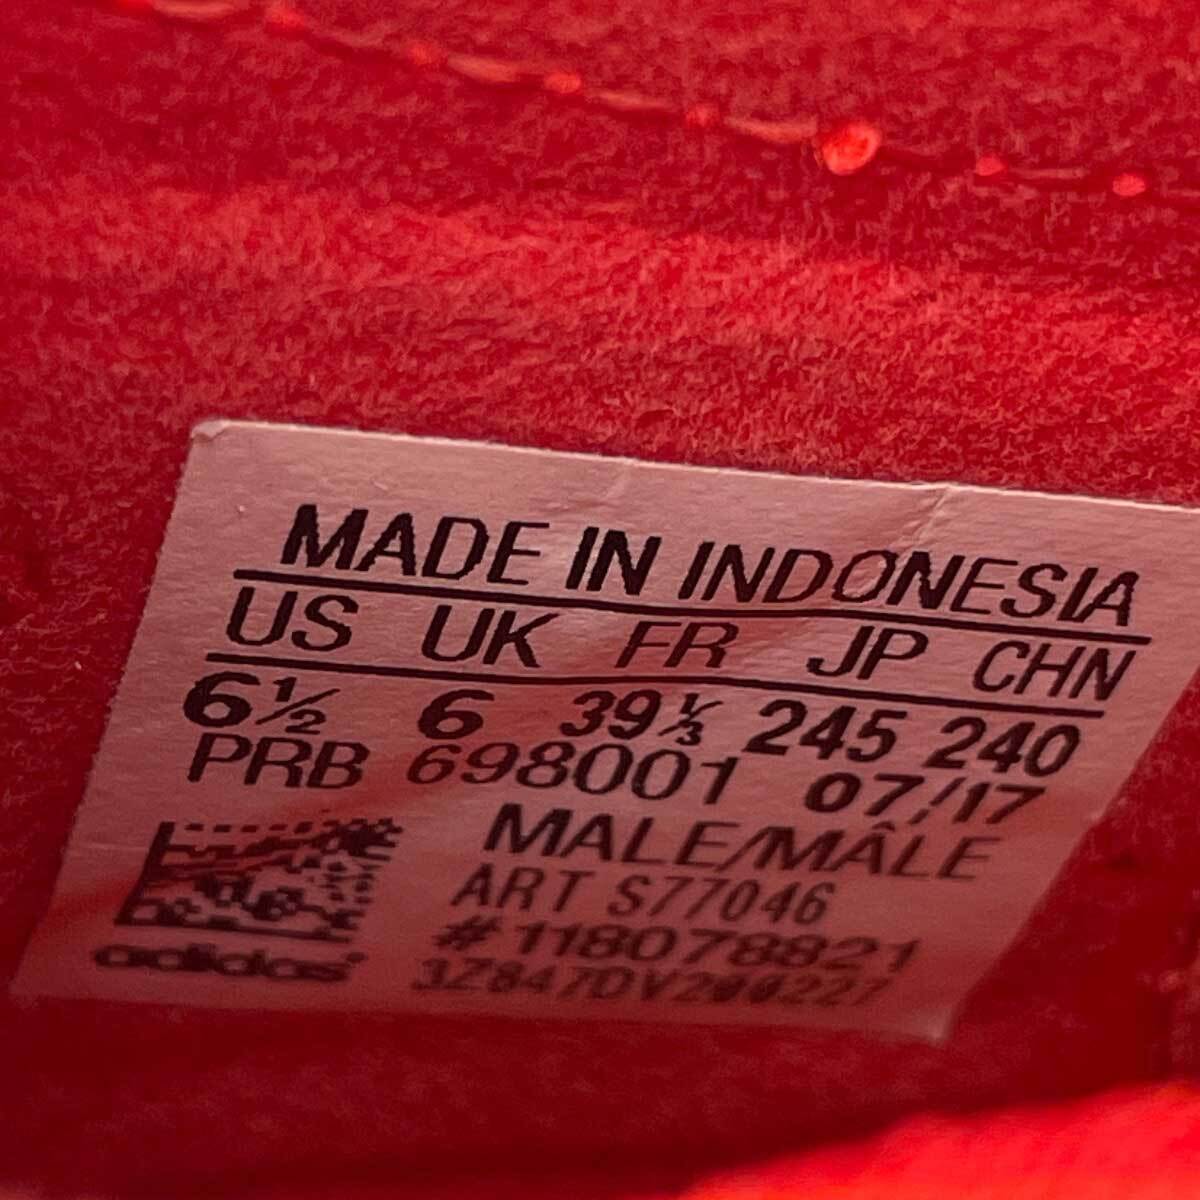 MADE IN INDONESIA
US UK FR JP CHN
6½ 6 39⅓ 245 240
PRB 698001 07/17
MALE/MÂLE
ART S77046
#118078821
adidas